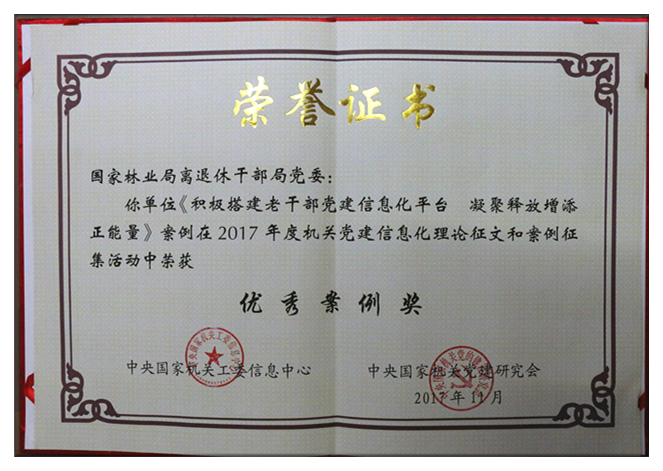 荣誉证书
国家林业局离退休干部局党委：
你单位《积极搭建老干部党建信息化平台 凝聚释放增添
正能量》案例在2017年度机关党建信息化理论征文和案例征
集活动中荣获
优秀案例奖
中央国家机关工委信息中心 中央国家机关党建研究会
2017年11月